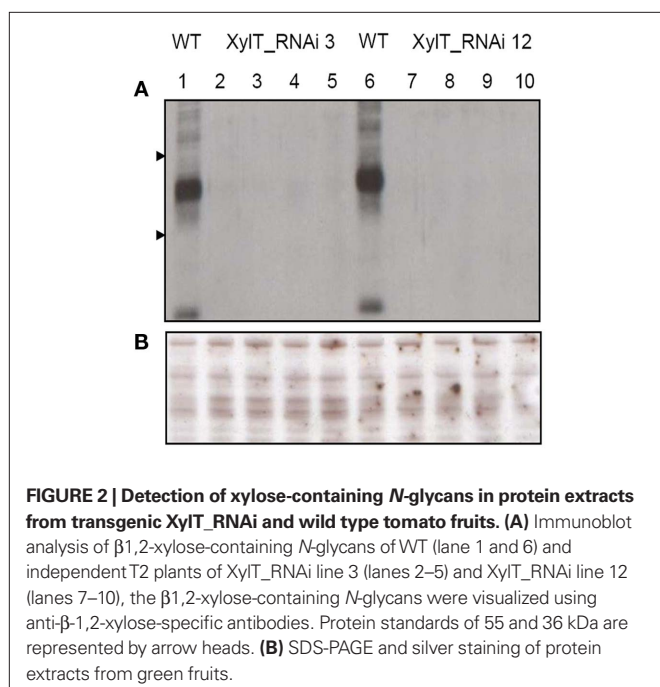 WT XylT_RNAi 3 WT XylT_RNAi 12
1 2 3 4 5 6 7 8 9 10
A
B
FIGURE 2 | Detection of xylose-containing N-glycans in protein extracts
from transgenic XylT_RNAi and wild type tomato fruits. (A) Immunoblot
analysis of β1,2-xylose-containing N-glycans of WT (lane 1 and 6) and
independent T2 plants of XylT_RNAi line 3 (lanes 2–5) and XylT_RNAi line 12
(lanes 7–10), the β1,2-xylose-containing N-glycans were visualized using
anti-β-1,2-xylose-specific antibodies. Protein standards of 55 and 36 kDa are
represented by arrow heads. (B) SDS-PAGE and silver staining of protein
extracts from green fruits.